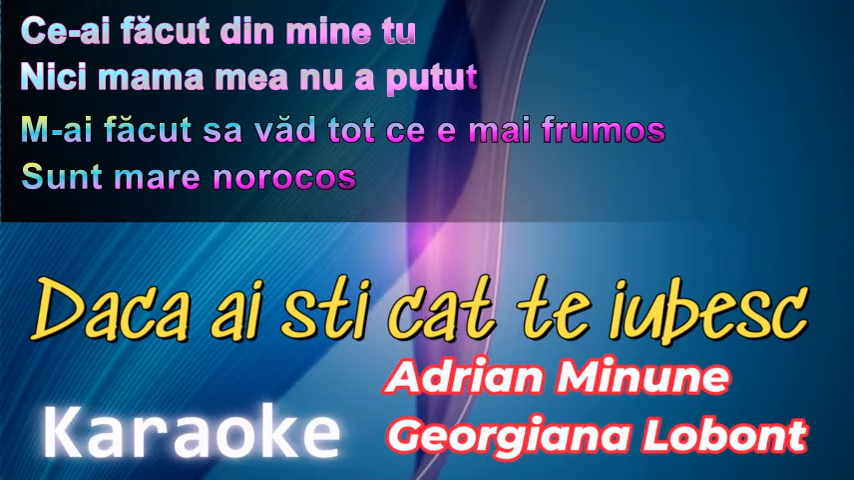 Ce-ai făcut din mine tu
Nici mama mea nu a putut
M-ai făcut sa văd tot ce e mai frumos
Sunt mare norocos
Daca ai sti cat te iubesc
Adrian Minune
Karaoke
Georgiana Lobont